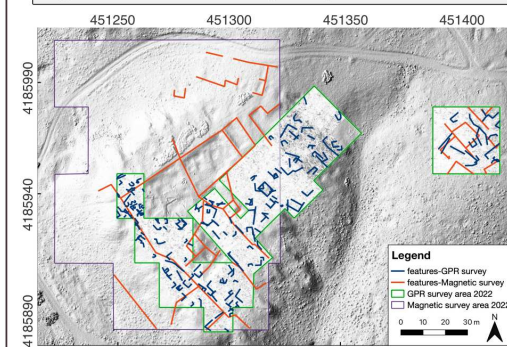 451250 451300 451350 451400
4185990
4185940
4185890
Legend
features-GPR survey
features-Magnetic survey
GPR survey area 2022
Magnetic survey area 2022
0 10 20 30 m
N